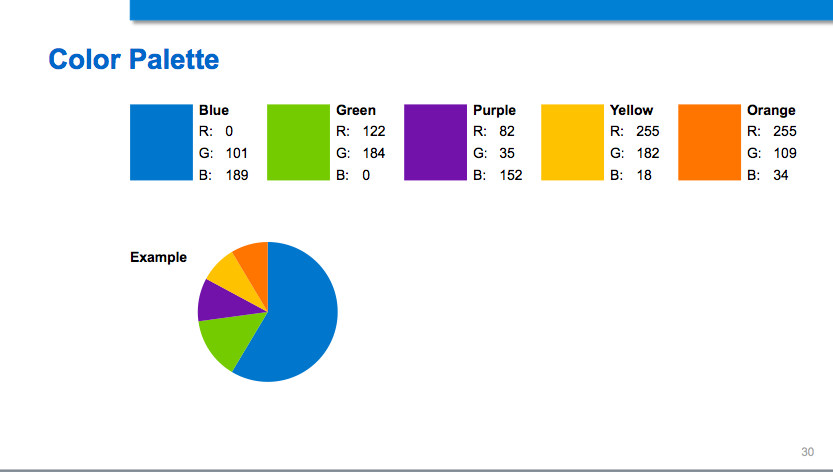 Color Palette
Blue Green Purple Yellow Orange
R: 0 R: 122 R: 82 R: 255 R: 255
G: 101 G: 184 G: 35 G: 182 G: 109
B: 189 B: 0 B: 152 B: 18 B: 34
Example
30